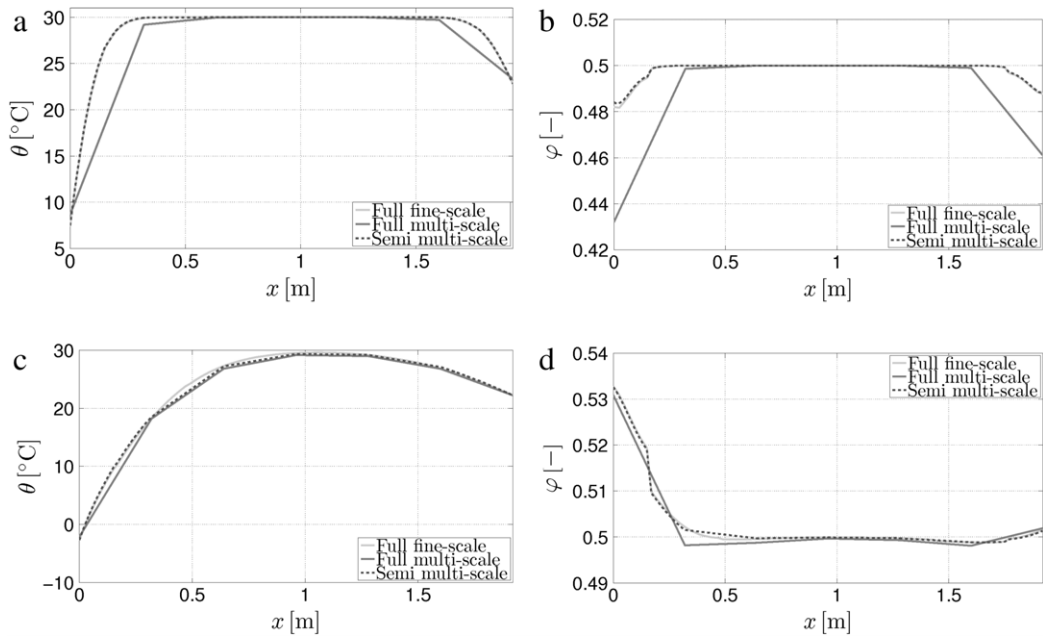 a
30
25
20
15
10
5
θ [°C]
0
0.5
1
1.5
x [m]
Full fine-scale
Full multi-scale
Semi multi-scale
b
0.52
0.5
0.48
0.46
0.44
0.42
φ [−]
0
0.5
1
1.5
x [m]
Full fine-scale
Full multi-scale
Semi multi-scale
c
30
20
10
0
−10
θ [°C]
0
0.5
1
1.5
x [m]
Full fine-scale
Full multi-scale
Semi multi-scale
d
0.54
0.53
0.52
0.51
0.5
0.49
φ [−]
0
0.5
1
1.5
x [m]
Full fine-scale
Full multi-scale
Semi multi-scale